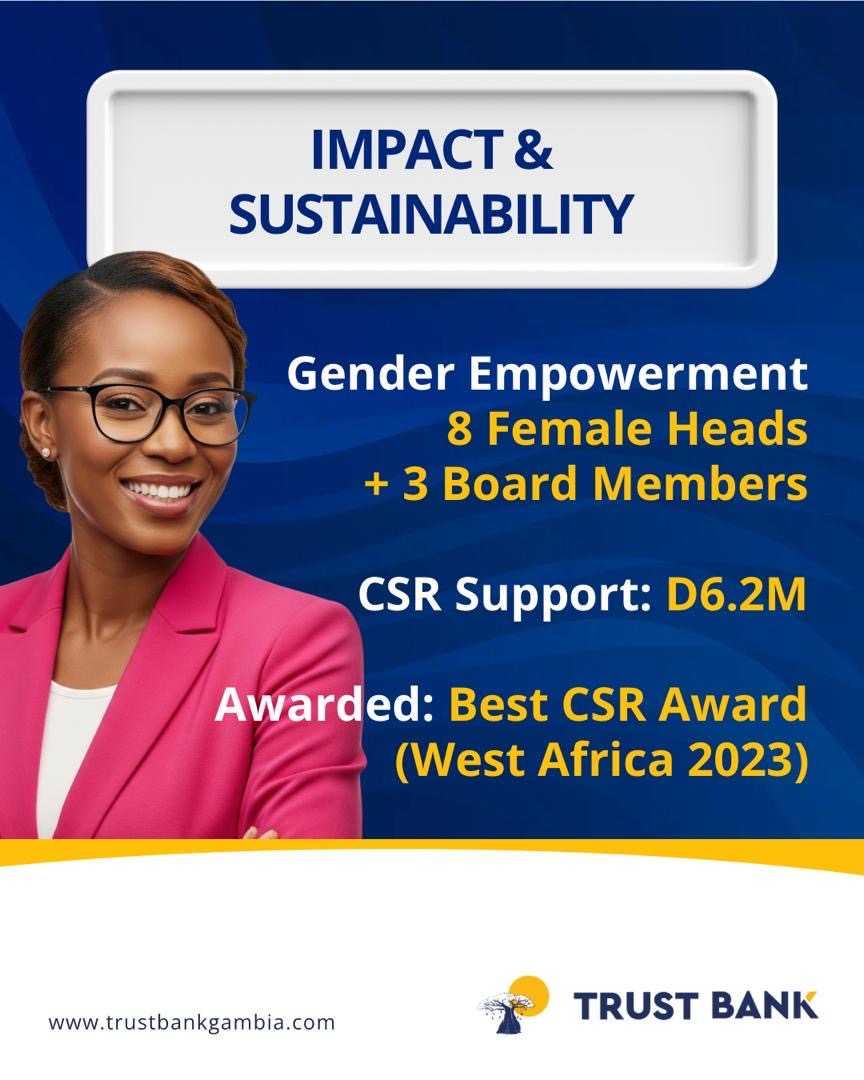 IMPACT &
SUSTAINABILITY
Gender Empowerment
8 Female Heads
+ 3 Board Members
CSR Support: D6.2M
Awarded: Best CSR Award
(West Africa 2023)
www.trustbankgambia.com
TRUST BANK